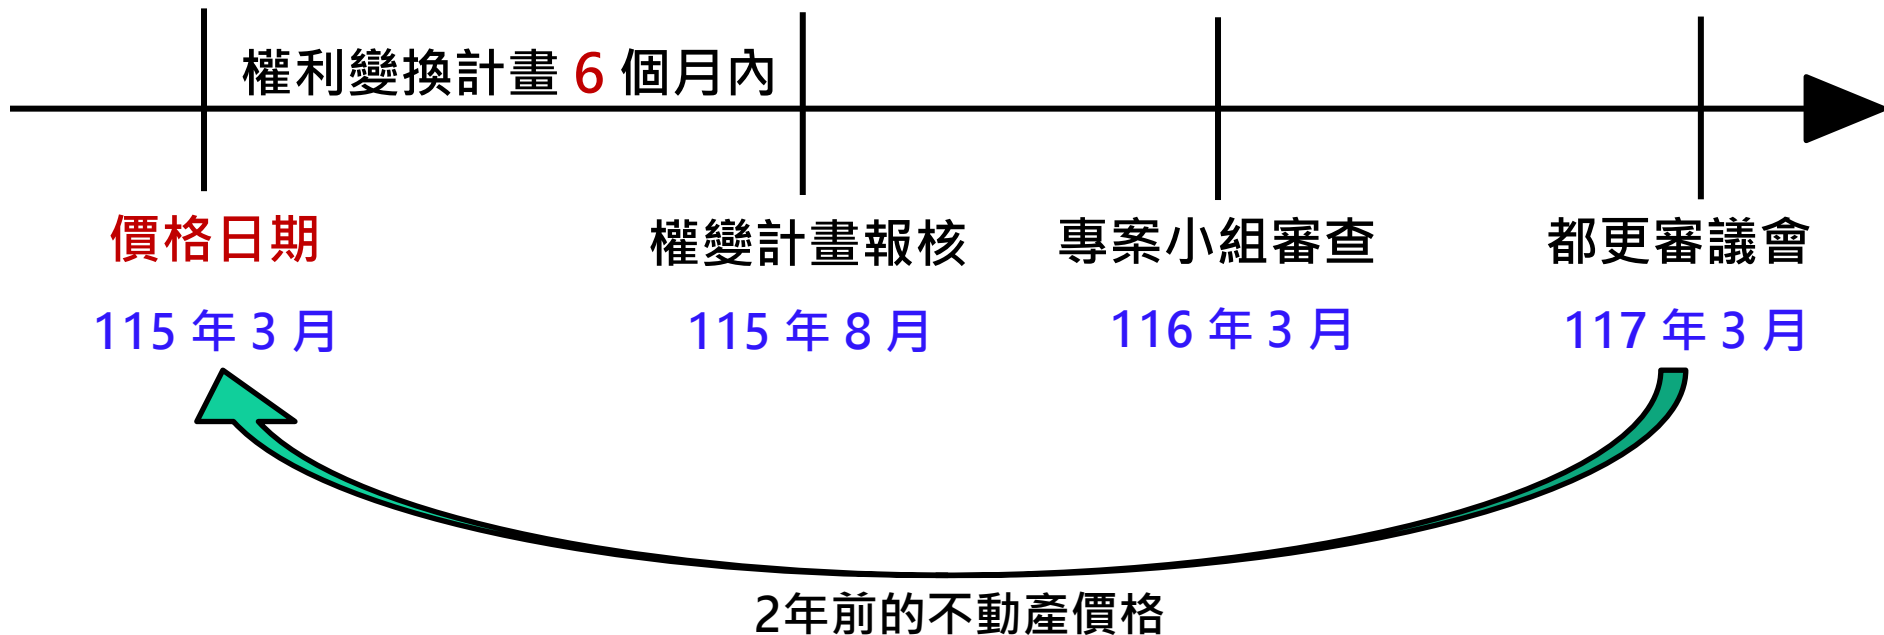 權利變換計畫 6 個月內
價格日期
權變計畫報核
專案小組審查
都更審議會
115 年 3 月
115 年 8 月
116 年 3 月
117 年 3 月
2年前的不動產價格